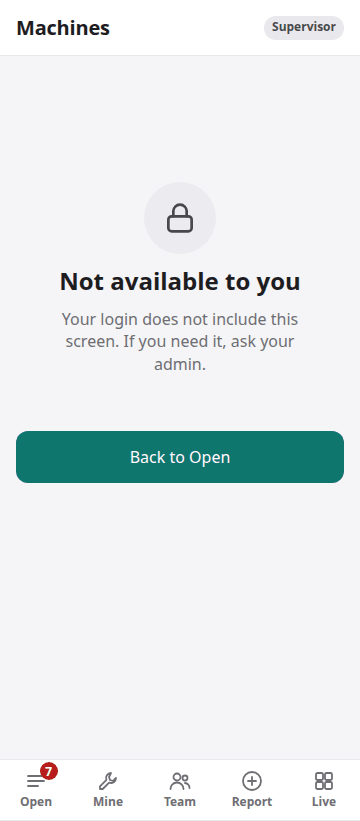 Machines
Supervisor
Not available to you
Your login does not include this
screen. If you need it, ask your
admin.
Back to Open
7
Open
Mine
Team
Report
Live